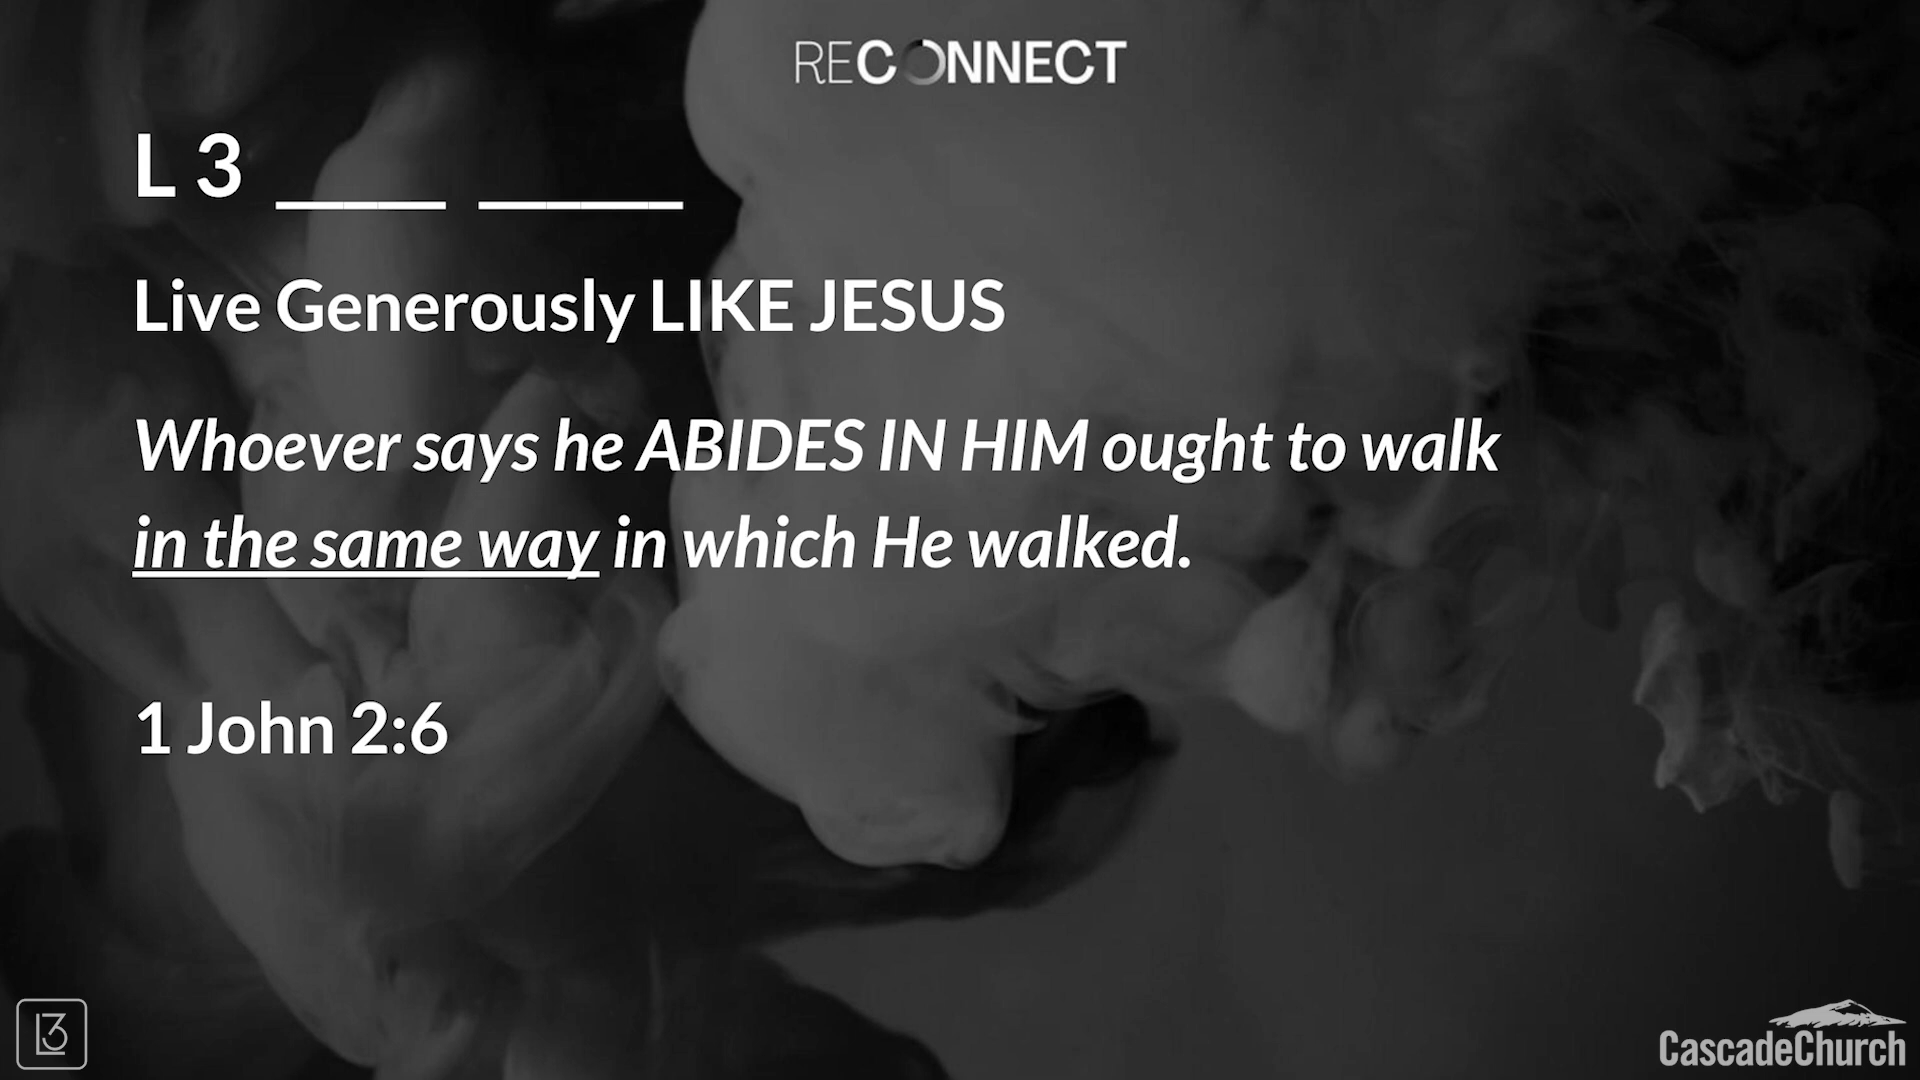 RECONNECT
L 3 _____ ______
Live Generously LIKE JESUS
Whoever says he ABIDES IN HIM ought to walk
in the same way in which He walked.
1 John 2:6
L3
CascadeChurch